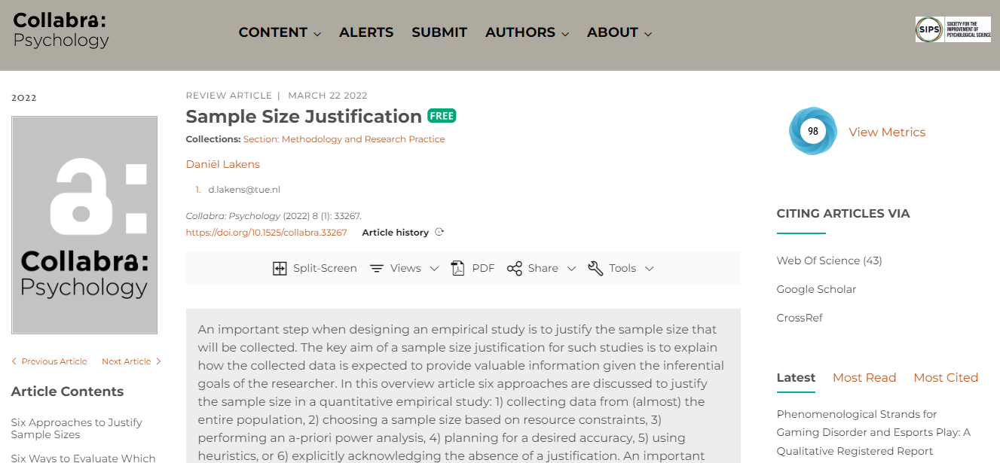 Collabra:
Psychology
CONTENT
ALERTS
SUBMIT
AUTHORS
ABOUT
SIPS
SOCIETY FOR THE
IMPROVEMENT OF
PSYCHOLOGICAL SCIENCE
2022
a:
Collabra:
Psychology
Previous Article
Next Article
Article Contents
Six Approaches to Justify
Sample Sizes
Six Ways to Evaluate Which
REVIEW ARTICLE | MARCH 22 2022
Sample Size Justification FREE
Collections: Section: Methodology and Research Practice
Daniël Lakens
1. d.lakens@tue.nl
Collabra: Psychology (2022) 8 (1): 33267.
https://doi.org/10.1525/collabra.33267 Article history
Split-Screen
Views
PDF
Share
Tools
An important step when designing an empirical study is to justify the sample size that
will be collected. The key aim of a sample size justification for such studies is to explain
how the collected data is expected to provide valuable information given the inferential
goals of the researcher. In this overview article six approaches are discussed to justify
the sample size in a quantitative empirical study: 1) collecting data from (almost) the
entire population, 2) choosing a sample size based on resource constraints, 3)
performing an a-priori power analysis, 4) planning for a desired accuracy, 5) using
heuristics, or 6) explicitly acknowledging the absence of a justification. An important
98
View Metrics
CITING ARTICLES VIA
Web Of Science (43)
Google Scholar
CrossRef
Latest
Most Read
Most Cited
Phenomenological Strands for
Gaming Disorder and Esports Play: A
Qualitative Registered Report